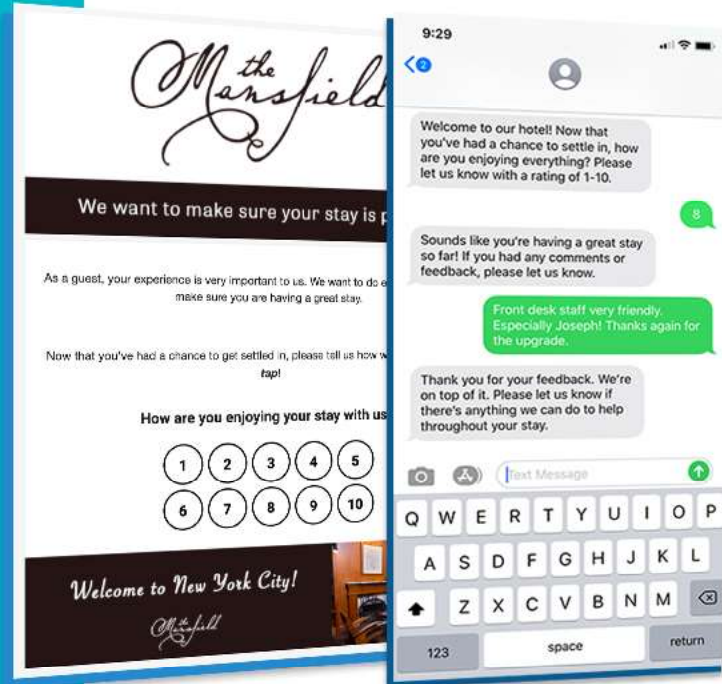 the
Mansfield
We want to make sure your stay is
As a guest, your experience is very important to us. We want to do
make sure you are having a great stay.
Now that you've had a chance to get settled in, please tell us how
tap!
How are you enjoying your stay with us
1 2 3 4 5
6 7 8 9 10
Welcome to New York City!
the
Mansfield
9:29
2
Welcome to our hotel! Now that
you've had a chance to settle in, how
are you enjoying everything? Please
let us know with a rating of 1-10.
8
Sounds like you're having a great stay
so far! If you had any comments or
feedback, please let us know.
Front desk staff very friendly.
Especially Joseph! Thanks again for
the upgrade.
Thank you for your feedback. We're
on top of it. Please let us know if
there's anything we can do to help
throughout your stay.
Text Message
Q W E R T Y U I O P
A S D F G H J K L
Z X C V B N M
123 space return